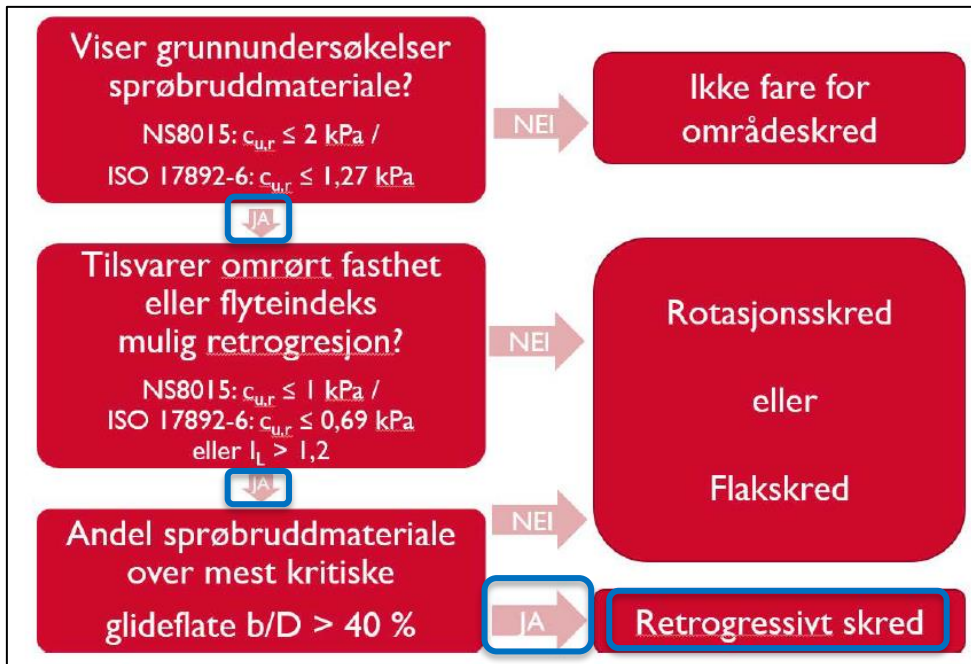 Viser grunnundersøkelser
sprøbruddmateriale?
NS8015: cu,r ≤ 2 kPa /
ISO 17892-6: cu,r ≤ 1,27 kPa
NEI
Ikke fare for
områdeskred
JA
Tilsvarer omrørt fasthet
eller flyteindeks
mulig retrogresjon?
NS8015: cu,r ≤ 1 kPa /
ISO 17892-6: cu,r ≤ 0,69 kPa
eller IL > 1,2
NEI
Rotasjonsskred
eller
Flakskred
JA
Andel sprøbruddmateriale
over mest kritiske
glideflate b/D > 40 %
NEI
JA
Retrogressivt skred